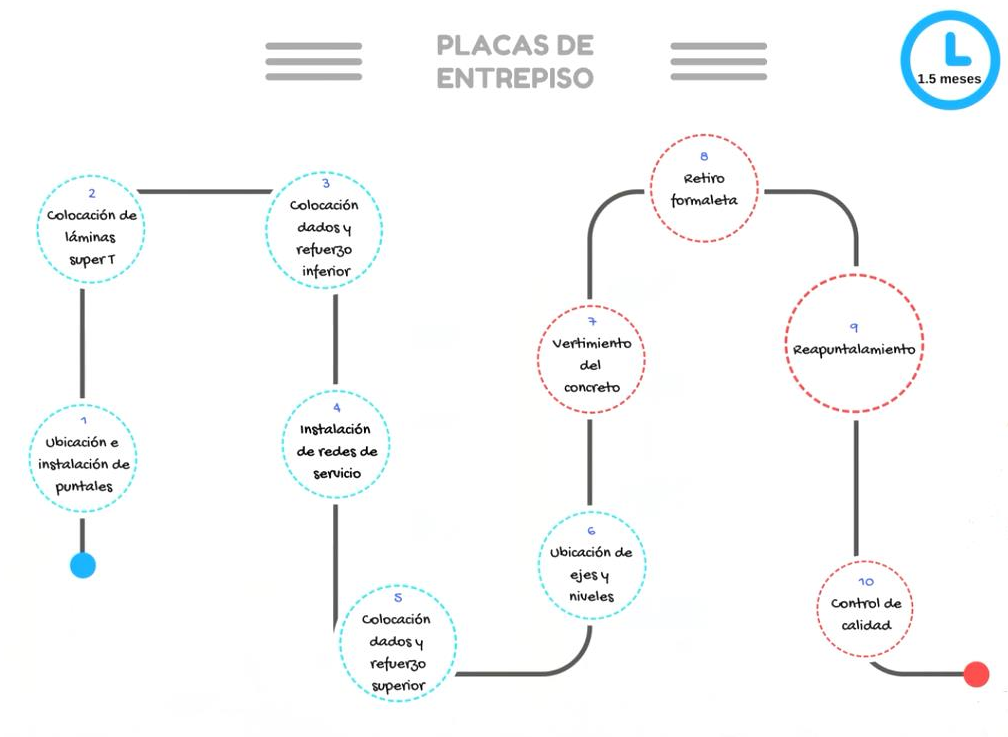 PLACAS DE
ENTREPISO
1.5 meses
1
Ubicación e
instalación de
puntales
2
Colocación de
láminas
super T
3
Colocación
dados y
refuerzo
inferior
4
Instalación
de redes de
servicio
5
Colocación
dados y
refuerzo
superior
6
Ubicación de
ejes y
niveles
7
Vertimiento
del
concreto
8
Retiro
formaleta
9
Reapuntalamiento
10
Control de
calidad